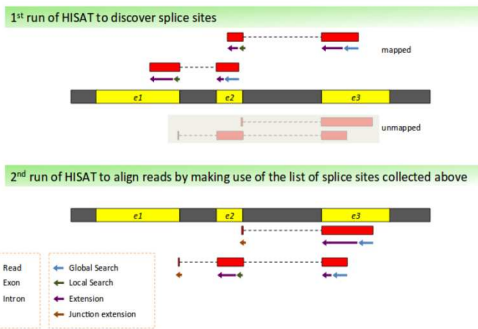 1st run of HISAT to discover splice sites
mapped
e1 e2 e3
unmapped
2nd run of HISAT to align reads by making use of the list of splice sites collected above
e1 e2 e3
Read
Exon
Intron
Global Search
Local Search
Extension
Junction extension